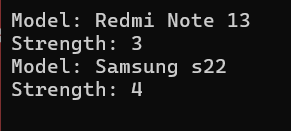 Model: Redmi Note 13
Strength: 3
Model: Samsung s22
Strength: 4